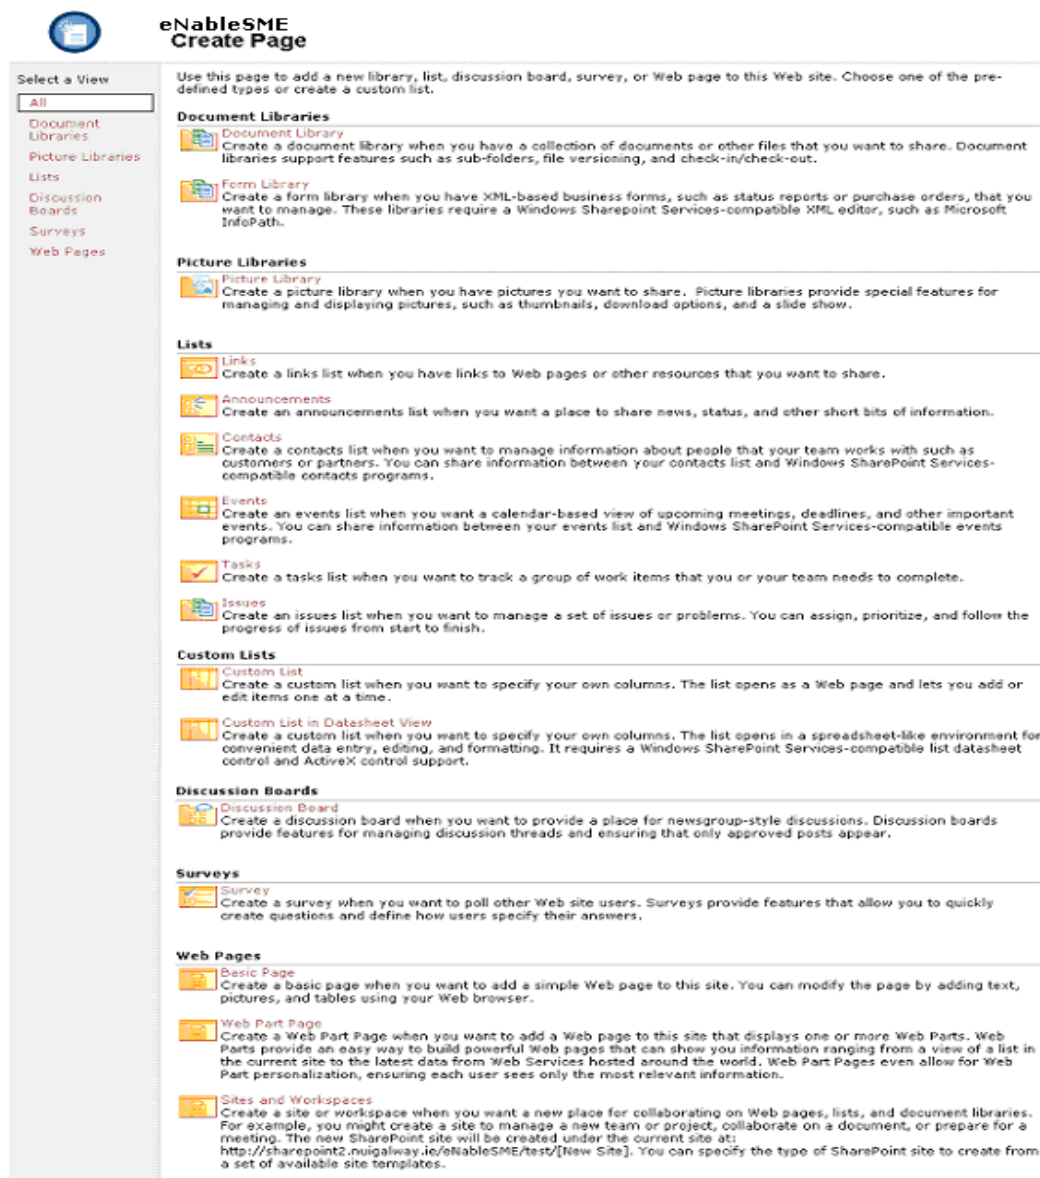 eNableSME
Create Page
Select a View
All
Document
Libraries
Picture Libraries
Lists
Discussion
Boards
Surveys
Web Pages
Use this page to add a new library, list, discussion board, survey, or Web page to this Web site. Choose one of the pre-
defined types or create a custom list.
Document Libraries
Document Library
Create a document library when you have a collection of documents or other files that you want to share. Document
libraries support features such as sub-folders, file versioning, and check-in/check-out.
Form Library
Create a form library when you have XML-based business forms, such as status reports or purchase orders, that you
want to manage. These libraries require a Windows Sharepoint Services-compatible XML editor, such as Microsoft
InfoPath.
Picture Libraries
Picture Library
Create a picture library when you have pictures you want to share. Picture libraries provide special features for
managing and displaying pictures, such as thumbnails, download options, and a slide show.
Lists
Links
Create a links list when you have links to Web pages or other resources that you want to share.
Announcements
Create an announcements list when you want a place to share news, status, and other short bits of information.
Contacts
Create a contacts list when you want to manage information about people that your team works with such as
customers or partners. You can share information between your contacts list and Windows SharePoint Services-
compatible contacts programs.
Events
Create an events list when you want a calendar-based view of upcoming meetings, deadlines, and other important
events. You can share information between your events list and Windows SharePoint Services-compatible events
programs.
Tasks
Create a tasks list when you want to track a group of work items that you or your team needs to complete.
Issues
Create an issues list when you want to manage a set of issues or problems. You can assign, prioritize, and follow the
progress of issues from start to finish.
Custom Lists
Custom List
Create a custom list when you want to specify your own columns. The list opens as a Web page and lets you add or
edit items one at a time.
Custom List in Datasheet View
Create a custom list when you want to specify your own columns. The list opens in a spreadsheet-like environment for
convenient data entry, editing, and formatting. It requires a Windows SharePoint Services-compatible list datasheet
control and ActiveX control support.
Discussion Boards
Discussion Board
Create a discussion board when you want to provide a place for newsgroup-style discussions. Discussion boards
provide features for managing discussion threads and ensuring that only approved posts appear.
Surveys
Survey
Create a survey when you want to poll other Web site users. Surveys provide features that allow you to quickly
create questions and define how users specify their answers.
Web Pages
Basic Page
Create a basic page when you want to add a simple Web page to this site. You can modify the page by adding text,
pictures, and tables using your Web browser.
Web Part Page
Create a Web Part Page when you want to add a Web page to this site that displays one or more Web Parts. Web
Parts provide an easy way to build powerful Web pages that can show you information ranging from a view of a list in
the current site to the latest data from Web Services hosted around the world. Web Part Pages even allow for Web
Part personalization, ensuring each user sees only the most relevant information.
Sites and Workspaces
Create a site or workspace when you want a new place for collaborating on Web pages, lists, and document libraries.
For example, you might create a site to manage a new team or project, collaborate on a document, or prepare for a
meeting. The new SharePoint site will be created under the current site at:
http://sharepoint2.nuigalway.ie/eNableSME/test/[New Site]. You can specify the type of SharePoint site to create from
a set of available site templates.